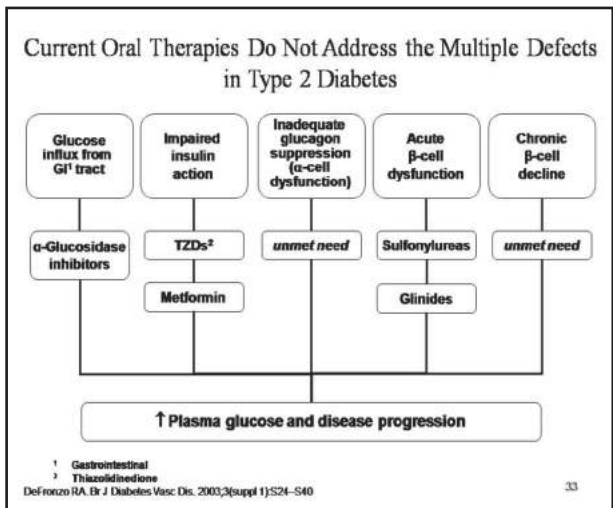 Current Oral Therapies Do Not Address the Multiple Defects
in Type 2 Diabetes
Glucose
influx from
GI¹ tract
Impaired
insulin
action
Inadequate
glucagon
suppression
(α-cell
dysfunction)
Acute
β-cell
dysfunction
Chronic
β-cell
decline
α-Glucosidase
inhibitors
TZDs²
unmet need
Sulfonylureas
unmet need
Metformin
Glinides
↑ Plasma glucose and disease progression
¹ Gastrointestinal
² Thiazolidinedione
DeFronzo RA. Br J Diabetes Vasc Dis. 2003;3(suppl 1):S24–S40
33